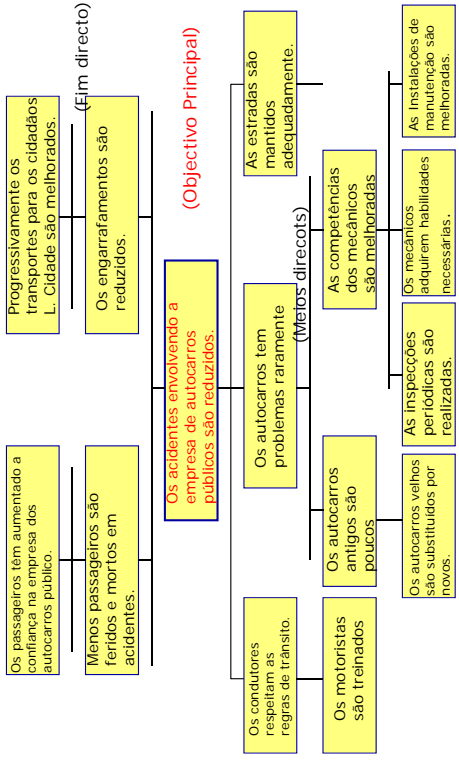 Os passageiros têm aumentado a
confiança na empresa dos
autocarros público.
Progressivamente os
transportes para os cidadãos
L. Cidade são melhorados.
Menos passageiros são
feridos e mortos em
acidentes.
Os engarrafamentos são
reduzidos.
(Fim directo)
Os acidentes envolvendo a
empresa de autocarros
públicos são reduzidos.
(Objectivo Principal)
Os condutores
respeitam as
regras de trânsito.
Os autocarros tem
problemas raramente
As estradas são
mantidos
adequadamente.
(Meios direcots)
Os motoristas
são treinados
Os autocarros
antigos são
poucos
As competências
dos mecânicos
são melhoradas
Os autocarros velhos
são substituídos por
novos.
As inspecções
periódicas são
realizadas.
Os mecânicos
adquirem habilidades
necessárias.
As Instalações de
manutenção são
melhoradas.